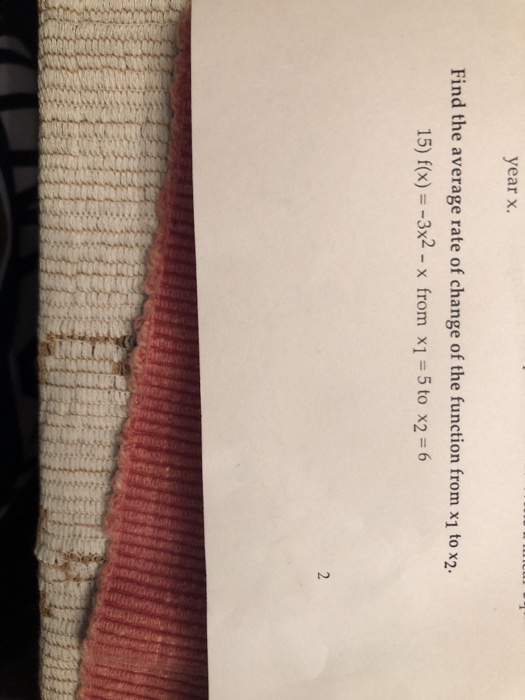 year x.
Find the average rate of change of the function from x1 to x2.
15) f(x) = -3x2 - x from x1 = 5 to x2 = 6
2